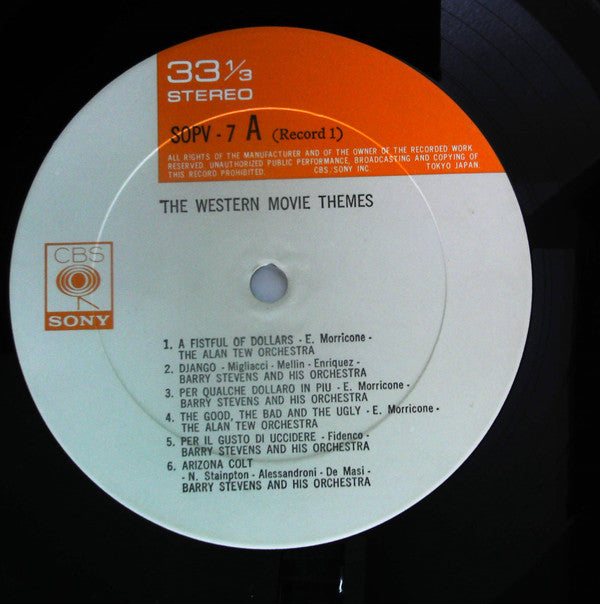 33 1/3
STEREO
SOPV - 7 A (Record 1)
ALL RIGHTS OF THE MANUFACTURER AND OF THE OWNER OF THE RECORDED WORK
RESERVED. UNAUTHORIZED PUBLIC PERFORMANCE, BROADCASTING AND COPYING OF
THIS RECORD PROHIBITED. CBS. SONY INC. TOKYO JAPAN.
THE WESTERN MOVIE THEMES
CBS
SONY
1. A FISTFUL OF DOLLARS - E. Morricone -
THE ALAN TEW ORCHESTRA
2. DJANGO - Migliacci - Mellin - Enriquez -
BARRY STEVENS AND HIS ORCHESTRA
3. PER QUALCHE DOLLARO IN PIU - E. Morricone -
BARRY STEVENS AND HIS ORCHESTRA
4. THE GOOD, THE BAD AND THE UGLY - E. Morricone -
THE ALAN TEW ORCHESTRA
5. PER IL GUSTO DI UCCIDERE - Fidenco -
BARRY STEVENS AND HIS ORCHESTRA
6. ARIZONA COLT
- N. Stainpton - Alessandroni - De Masi -
BARRY STEVENS AND HIS ORCHESTRA